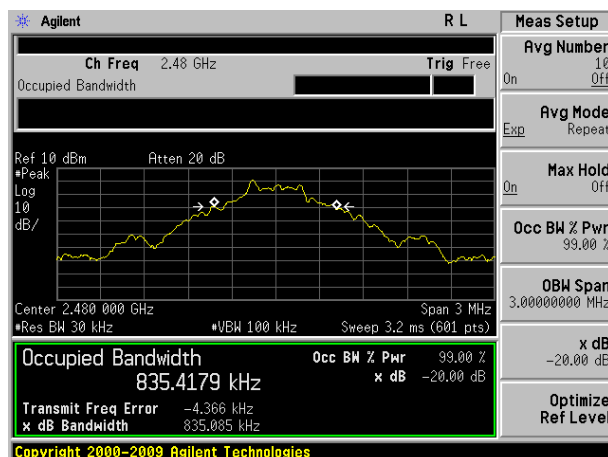 Agilent R L Meas Setup
Ch Freq 2.48 GHz Trig Free
Occupied Bandwidth
Avg Number
10
On Off
Avg Mode
Exp Repeat
Max Hold
On Off
Occ BW % Pwr
99.00 %
OBW Span
3.00000000 MHz
x dB
-20.00 dB
Optimize
Ref Level
Ref 10 dBm Atten 20 dB
#Peak
Log
10
dB/
Center 2.480 000 GHz Span 3 MHz
#Res BW 30 kHz #VBW 100 kHz Sweep 3.2 ms (601 pts)
Occupied Bandwidth Occ BW % Pwr 99.00 %
835.4179 kHz x dB -20.00 dB
Transmit Freq Error -4.366 kHz
x dB Bandwidth 835.085 kHz
Copyright 2000-2009 Agilent Technologies